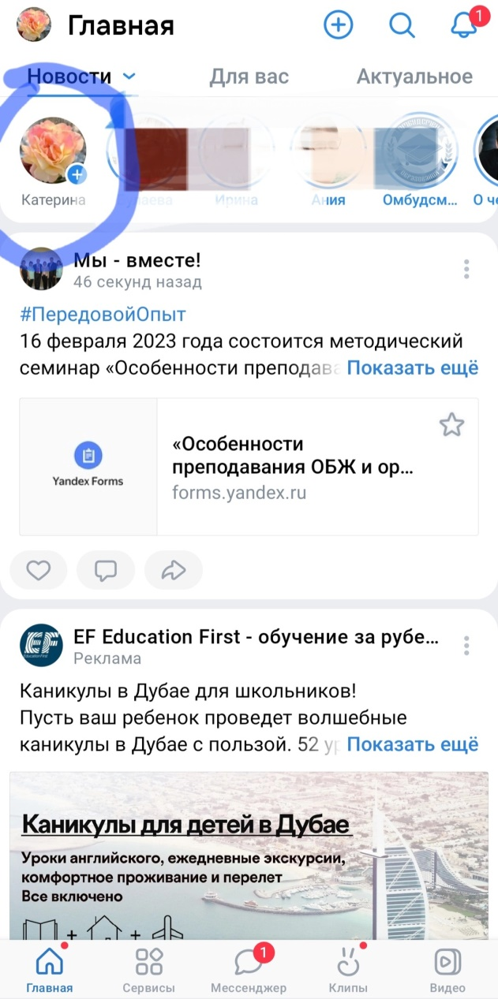 Главная
1
Новости
Для вас
Актуальное
Катерина
Ирина
Ания
Омбудсм...
О че
Мы - вместе!
46 секунд назад
#ПередовойОпыт
16 февраля 2023 года состоится методический
семинар «Особенности преподава Показать ещё
Yandex Forms
«Особенности
преподавания ОБЖ и ор...
forms.yandex.ru
EF
EF Education First - обучение за рубе...
Реклама
Каникулы в Дубае для школьников!
Пусть ваш ребенок проведет волшебные
каникулы в Дубае с пользой. 52 ур Показать ещё
Каникулы для детей в Дубае
Уроки английского, ежедневные экскурсии,
комфортное проживание и перелет
Все включено
+ +
1
Главная
Сервисы
Мессенджер
Клипы
Видео